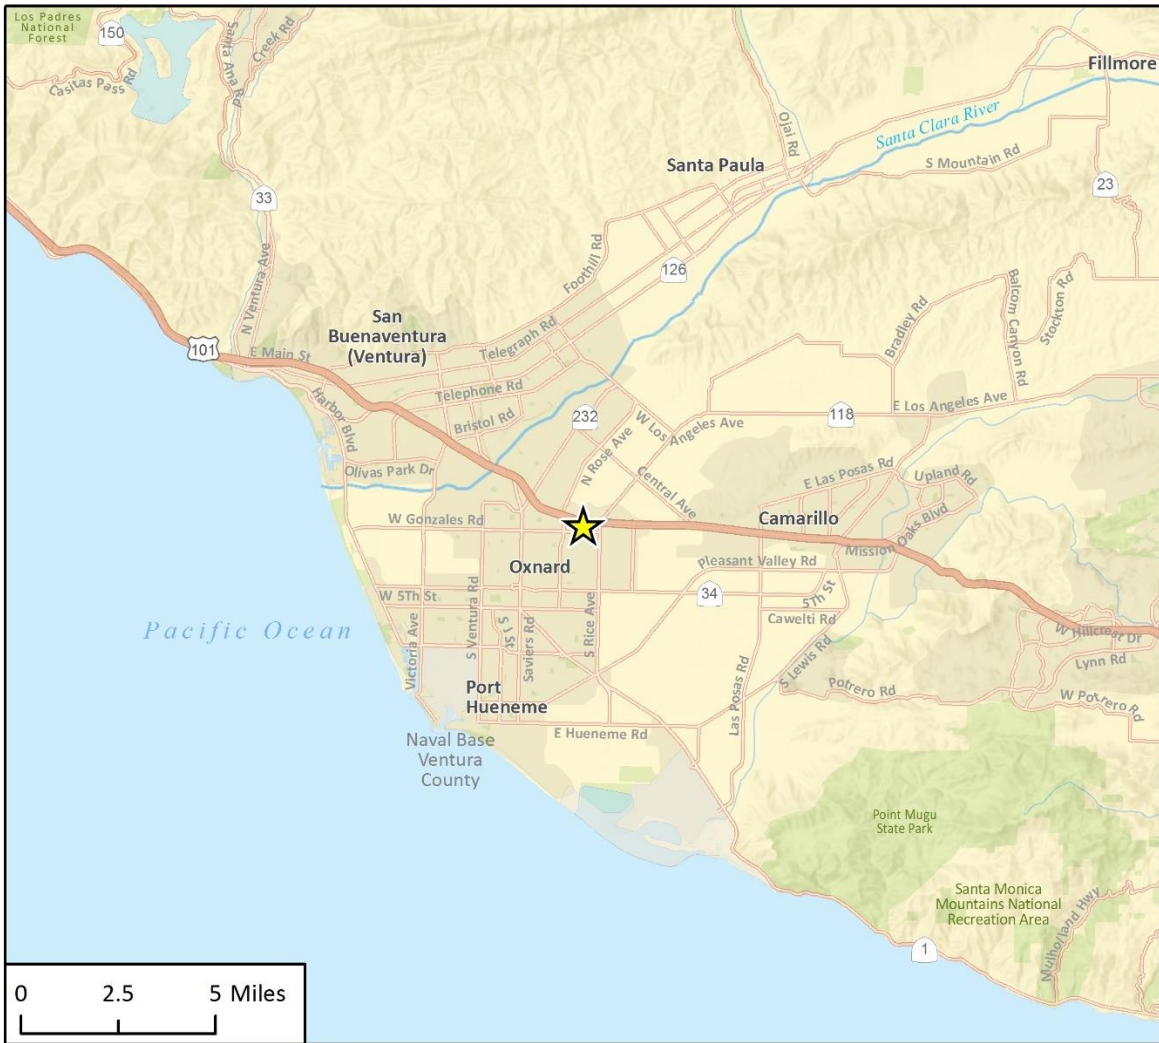 Los Padres
National
Forest
150
Casitas Pass Rd
Santa Ana Rd
Creek Rd
33
N Ventura Ave
Ojai Rd
Fillmore
Santa Clara River
Santa Paula
S Mountain Rd
23
126
Foothill Rd
San
Buenaventura
(Ventura)
Telegraph Rd
101
E Main St
Harbor Blvd
Telephone Rd
Bristol Rd
Olivas Park Dr
232
W Los Angeles Ave
N Rose Ave
Central Ave
118
E Los Angeles Ave
Bradley Rd
Balcom Canyon Rd
Stockton Rd
E Las Posas Rd
Upland Rd
Camarillo
Mission Oaks Blvd
W Gonzales Rd
Oxnard
Pleasant Valley Rd
34
5Th St
Cawelti Rd
W 5Th St
Pacific Ocean
Victoria Ave
S Ventura Rd
S J St
Saviers Rd
S Rice Ave
Las Posas Rd
S Lewis Rd
Potrero Rd
W Hillcrest Dr
Lynn Rd
W Potrero Rd
Port
Hueneme
E Hueneme Rd
Naval Base
Ventura
County
Point Mugu
State Park
Santa Monica
Mountains National
Recreation Area
Mulholland Hwy
1
0 2.5 5 Miles